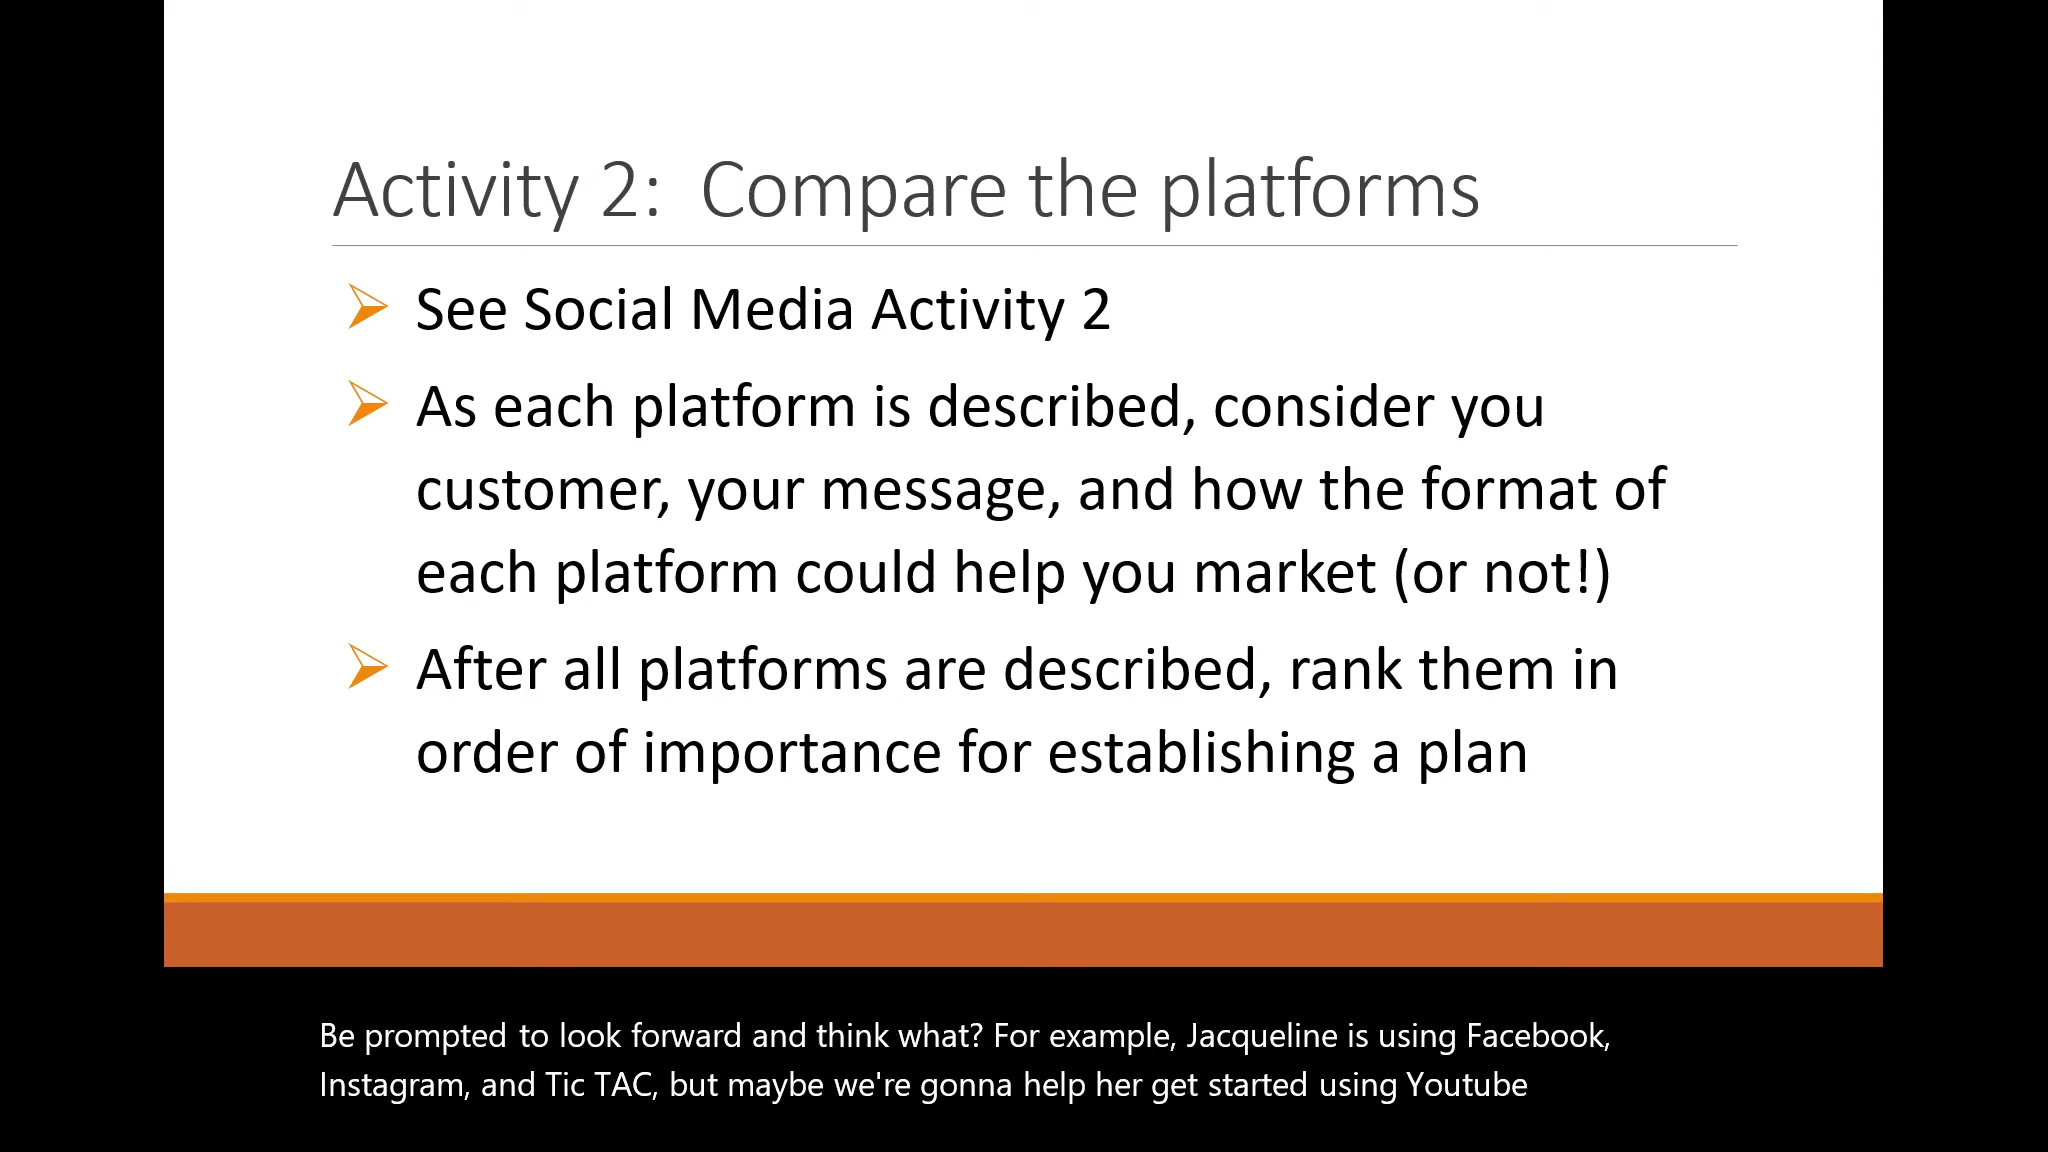 Activity 2: Compare the platforms
See Social Media Activity 2
As each platform is described, consider you
customer, your message, and how the format of
each platform could help you market (or not!)
After all platforms are described, rank them in
order of importance for establishing a plan
Be prompted to look forward and think what? For example, Jacqueline is using Facebook,
Instagram, and Tic TAC, but maybe we're gonna help her get started using Youtube